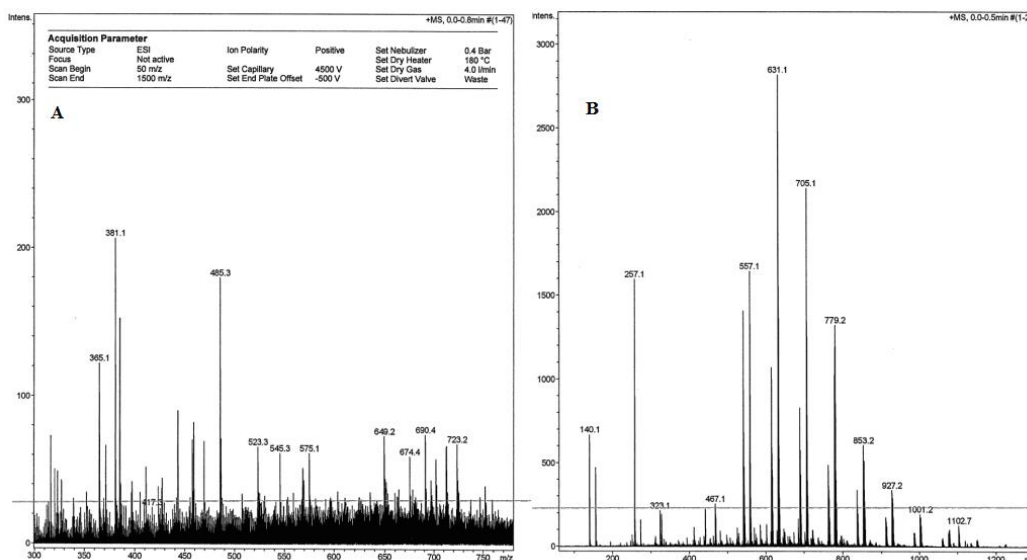 Intens.
+MS, 0.0-0.8min #(1-47)
Acquisition Parameter
Source Type ESI Ion Polarity Positive Set Nebulizer 0.4 Bar
Focus Not active Set Dry Heater 180 °C
Scan Begin 50 m/z Set Capillary 4500 V Set Dry Gas 4.0 l/min
Scan End 1500 m/z Set End Plate Offset -500 V Set Divert Valve Waste
300
A
381.1
200
485.3
365.1
100
690.4
649.2
723.2
523.3
674.4
545.3
575.1
417.3
0
300 350 400 450 500 550 600 650 700 750
Intens.
+MS, 0.0-0.5min
3000
631.1
B
2500
705.1
2000
557.1
257.1
1500
779.2
1000
140.1
853.2
500
927.2
467.1
323.1
1001.2
1102.7
0
200 400 600 800 1000 1200